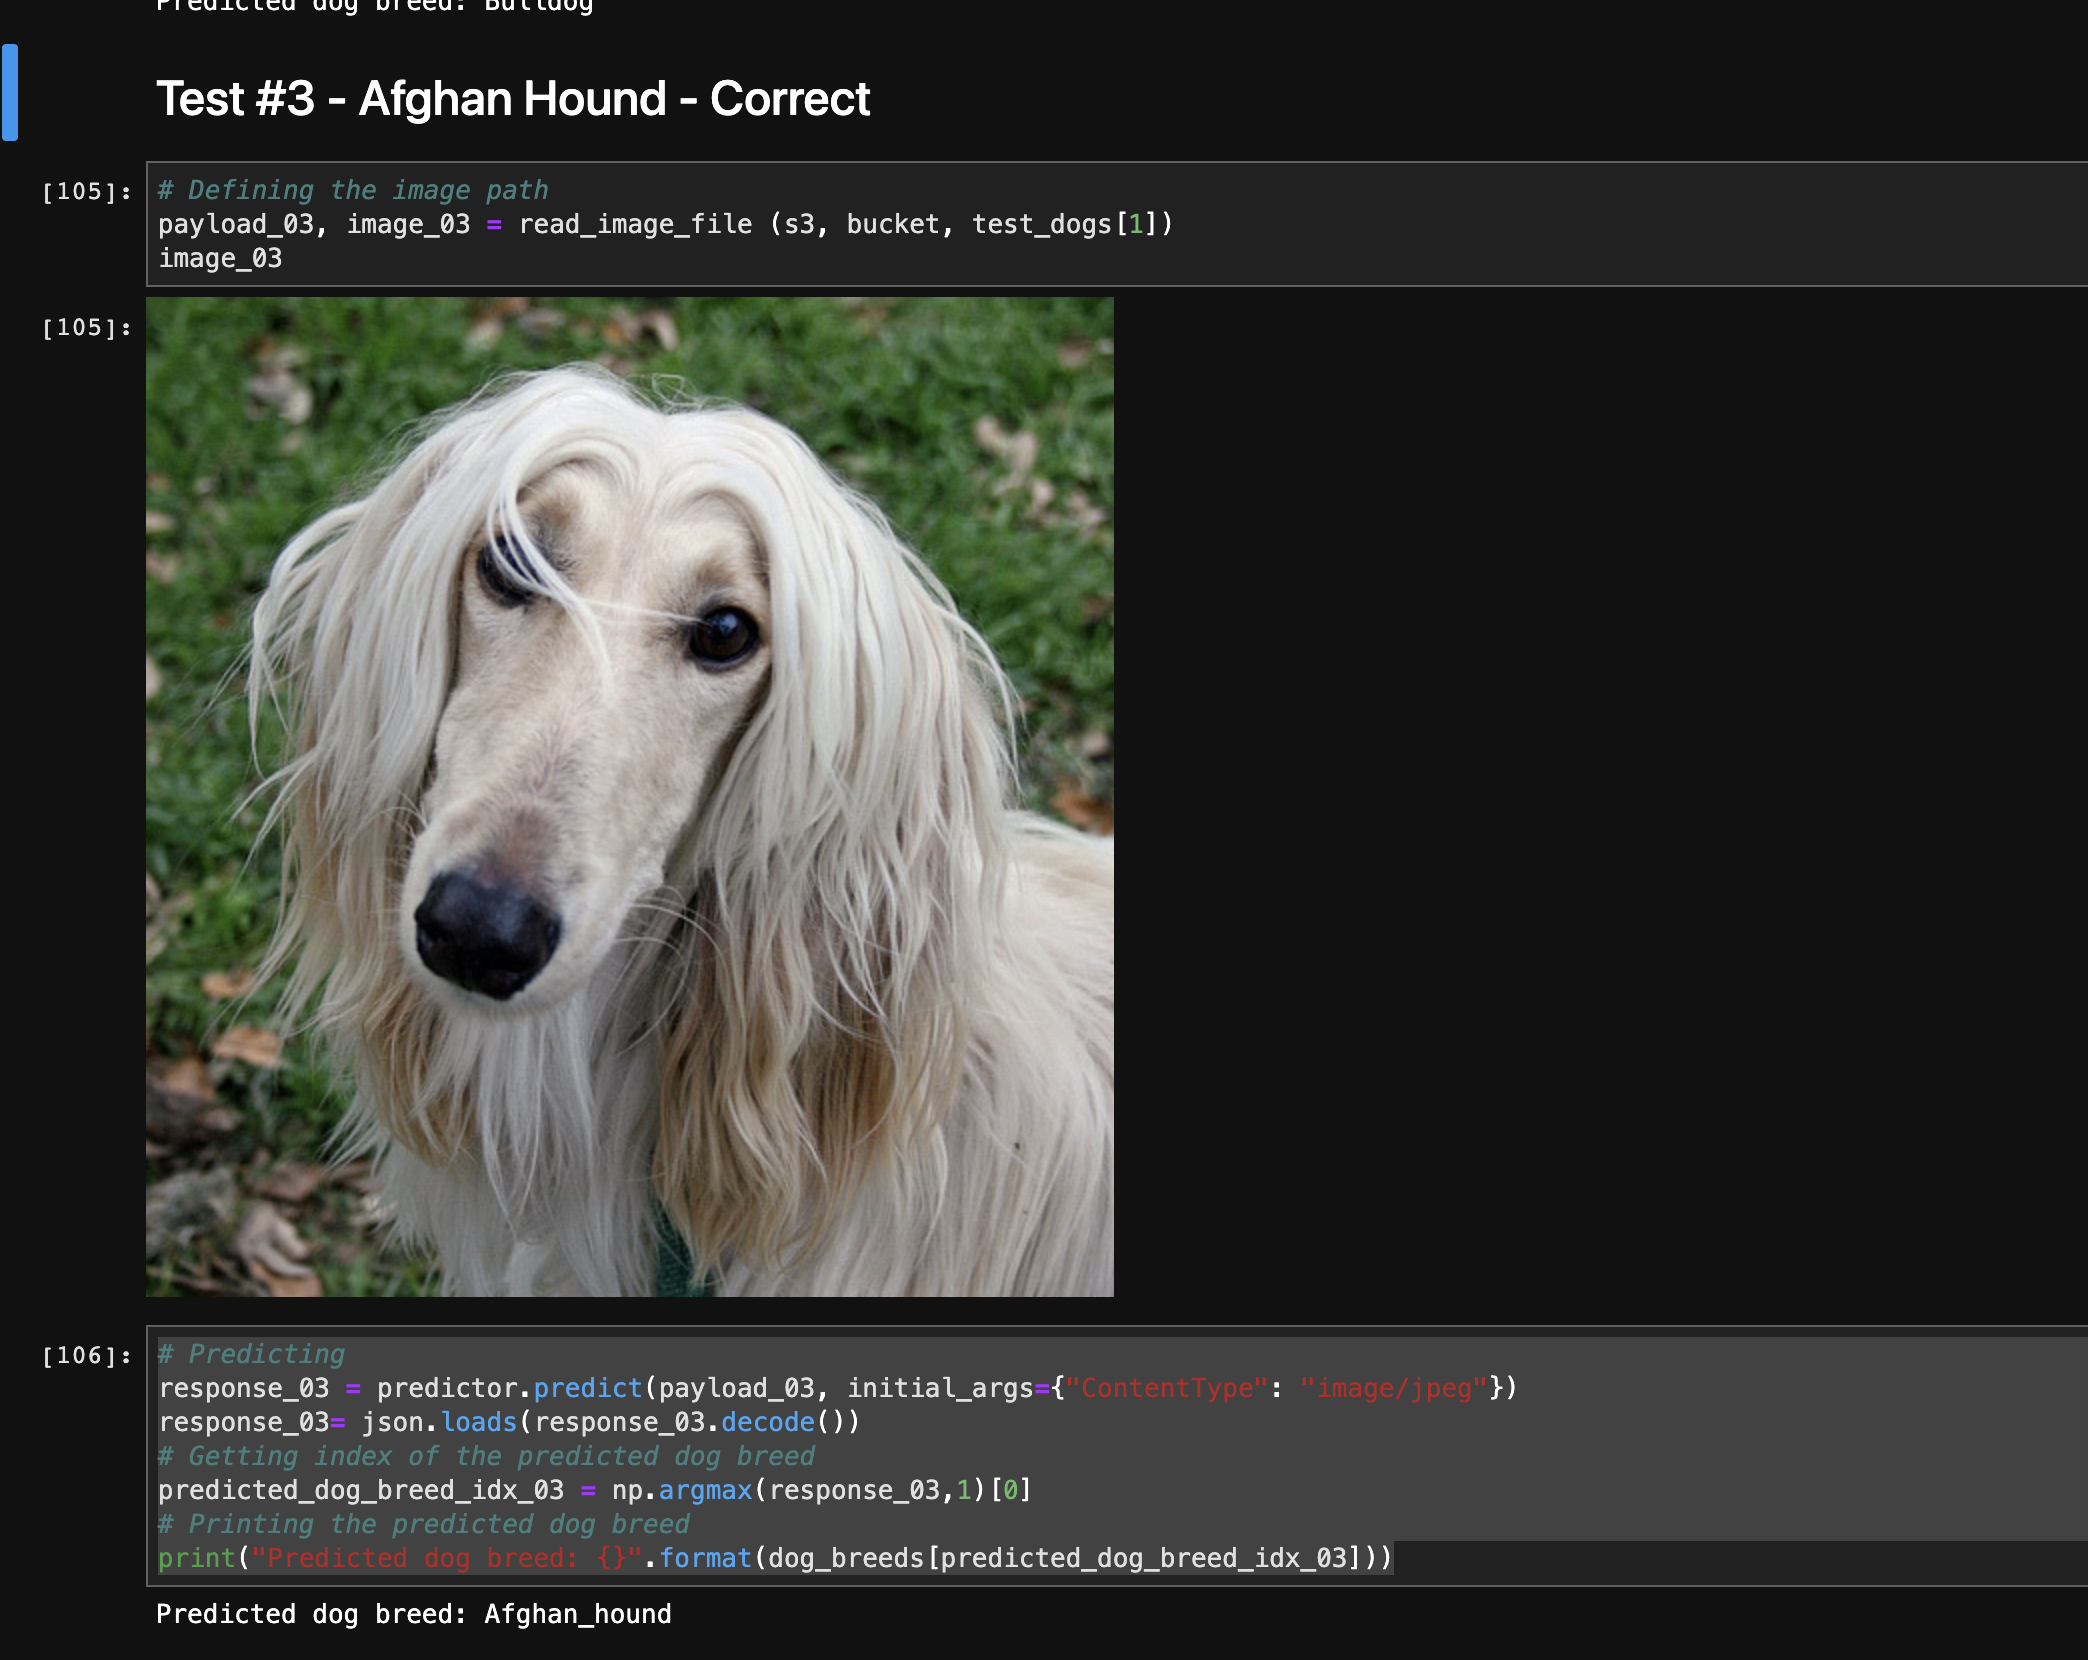 Predicted dog breed: Bulldog
Test #3 - Afghan Hound - Correct
[105]:
# Defining the image path
payload_03, image_03 = read_image_file (s3, bucket, test_dogs[1])
image_03
[105]:
[106]:
# Predicting
response_03 = predictor.predict(payload_03, initial_args={"ContentType": "image/jpeg"})
response_03= json.loads(response_03.decode())
# Getting index of the predicted dog breed
predicted_dog_breed_idx_03 = np.argmax(response_03,1)[0]
# Printing the predicted dog breed
print("Predicted dog breed: {}".format(dog_breeds[predicted_dog_breed_idx_03]))
Predicted dog breed: Afghan_hound